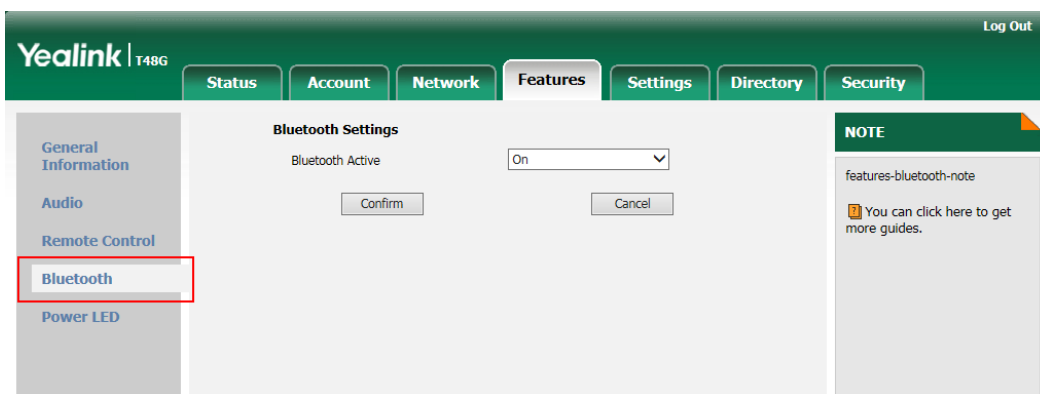 Log Out
Yealink | T48G
Status Account Network Features Settings Directory Security
General
Information
Audio
Remote Control
Bluetooth
Power LED
Bluetooth Settings
Bluetooth Active On
Confirm Cancel
NOTE
features-bluetooth-note
? You can click here to get
more guides.